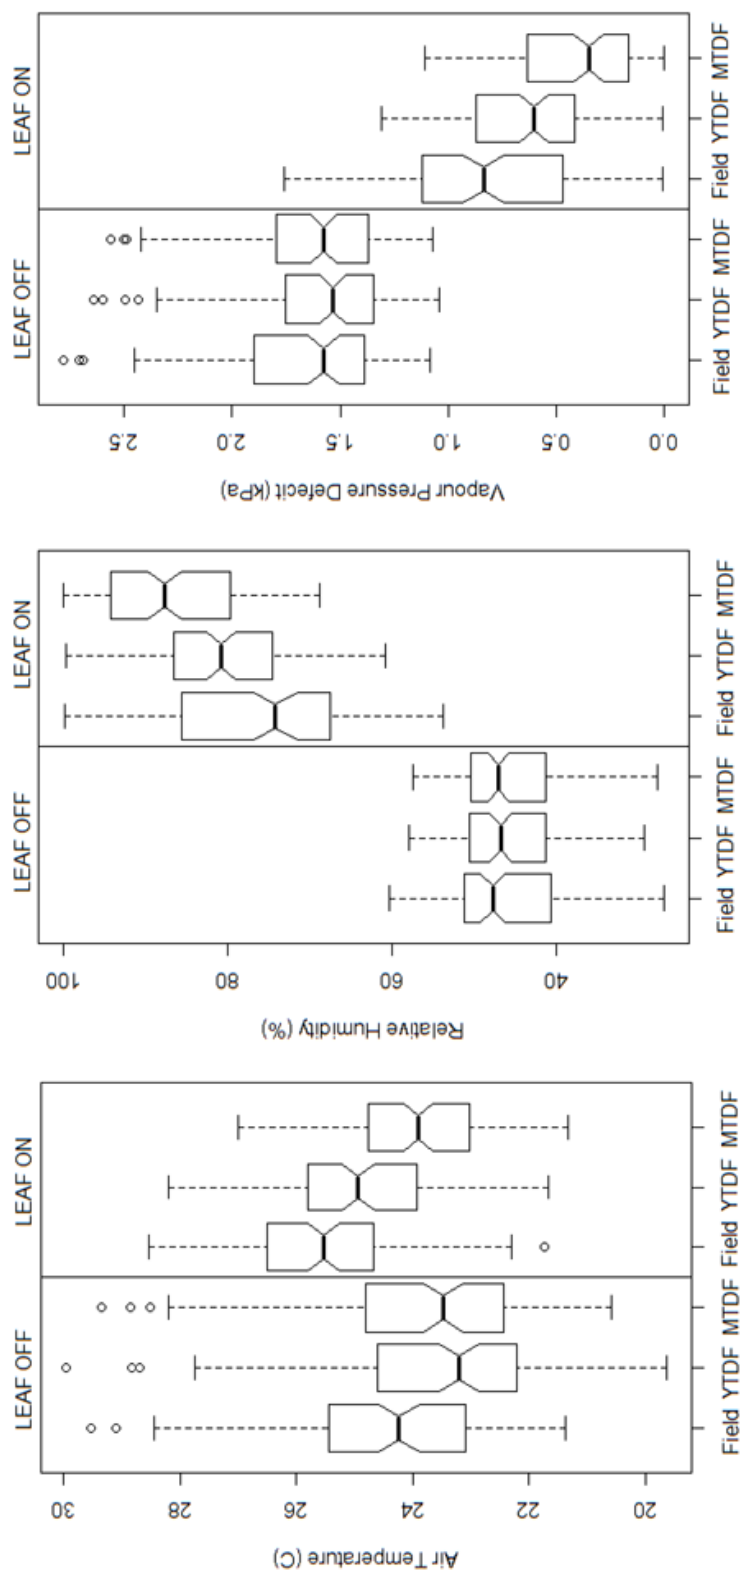 LEAF OFF LEAF ON
Air Temperature (C)
30
28
26
24
22
20
Field YTDF MTDF Field YTDF MTDF
LEAF OFF LEAF ON
Relative Humidity (%)
100
80
60
40
Field YTDF MTDF Field YTDF MTDF
LEAF OFF LEAF ON
Vapour Pressure Defecit (kPa)
2.5
2.0
1.5
1.0
0.5
0.0
Field YTDF MTDF Field YTDF MTDF